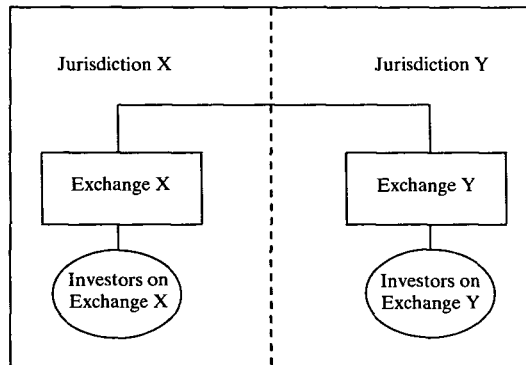 Jurisdiction X
Jurisdiction Y
Exchange X
Exchange Y
Investors on
Exchange X
Investors on
Exchange Y